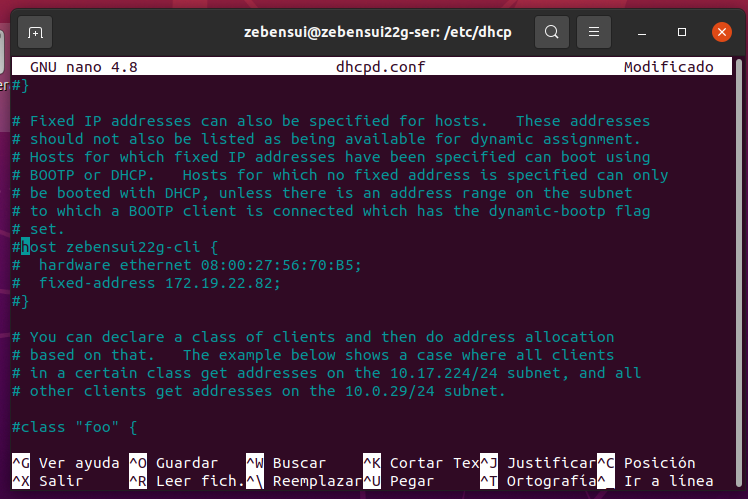 zebensui@zebensui22g-ser: /etc/dhcp
GNU nano 4.8 dhcpd.conf Modificado
#}
# Fixed IP addresses can also be specified for hosts.   These addresses
# should not also be listed as being available for dynamic assignment.
# Hosts for which fixed IP addresses have been specified can boot using
# BOOTP or DHCP.   Hosts for which no fixed address is specified can only
# be booted with DHCP, unless there is an address range on the subnet
# to which a BOOTP client is connected which has the dynamic-bootp flag
# set.
#host zebensui22g-cli {
#  hardware ethernet 08:00:27:56:70:B5;
#  fixed-address 172.19.22.82;
#}
# You can declare a class of clients and then do address allocation
# based on that.   The example below shows a case where all clients
# in a certain class get addresses on the 10.17.224/24 subnet, and all
# other clients get addresses on the 10.0.29/24 subnet.
#class "foo" {
^G Ver ayuda ^O Guardar ^W Buscar ^K Cortar Tex^J Justificar^C Posición
^X Salir ^R Leer fich.^\ Reemplazar^U Pegar ^T Ortografía^_ Ir a línea